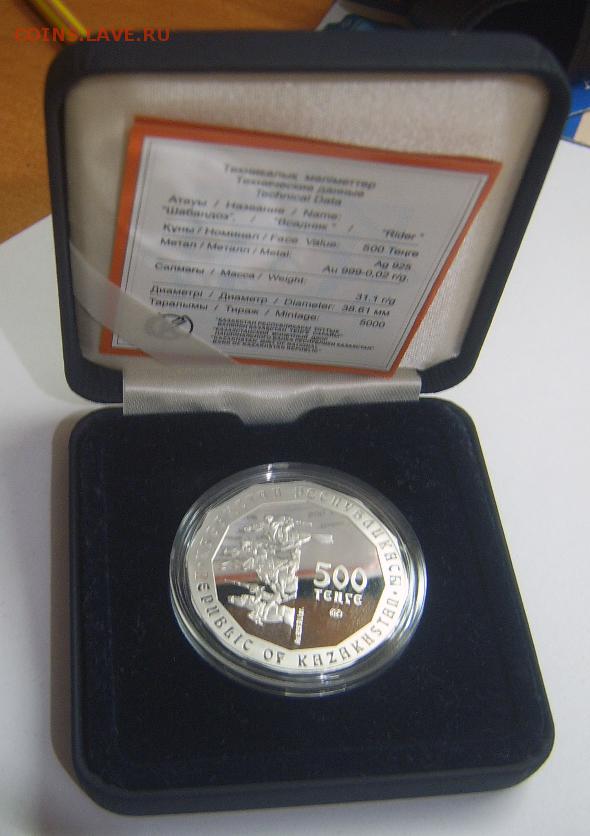 COINS.LAVE.RU
Техникалық мәліметтер
Технические данные
Technical Data
Атауы / Название / Name:
"Шабандоз" / "Всадник" / "Rider"
Құны / Номинал / Face Value: 500 Теңге
Метал / Металл / Metal: Ag 925
Au 999-0,02 г/g.
Салмағы / Масса / Weight: 31.1 г/g
Диаметрі / Диаметр / Diameter: 38.61 мм
Таралымы / Тираж / Mintage: 5000
РЕСПУБЛИКАСЫ
500
ТЕҢГЕ
REPUBLIC OF KAZAKHSTAN